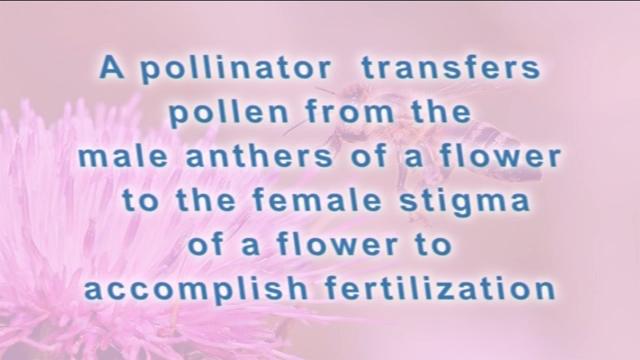 A pollinator transfers
pollen from the
male anthers of a flower
to the female stigma
of a flower to
accomplish fertilization